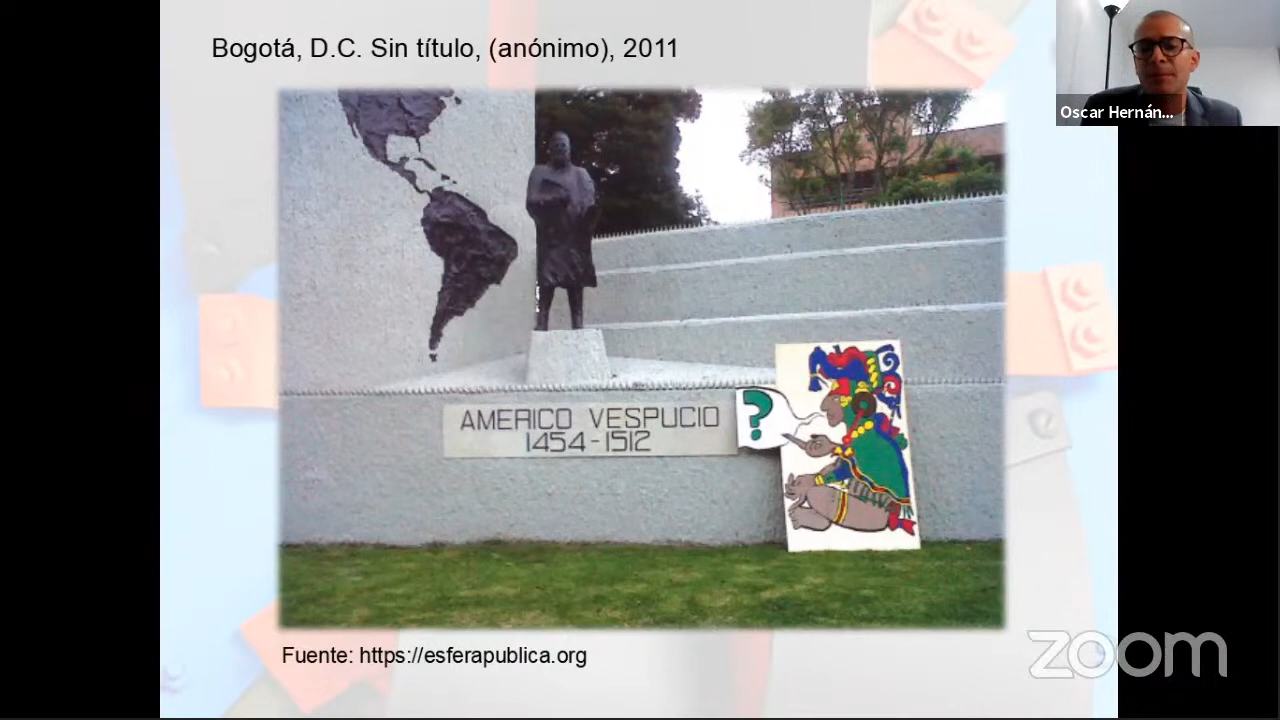 Bogotá, D.C. Sin título, (anónimo), 2011
Oscar Hernán...
AMERICO VESPUCIO
1454-1512
?
Fuente: https://esferapublica.org
zoom